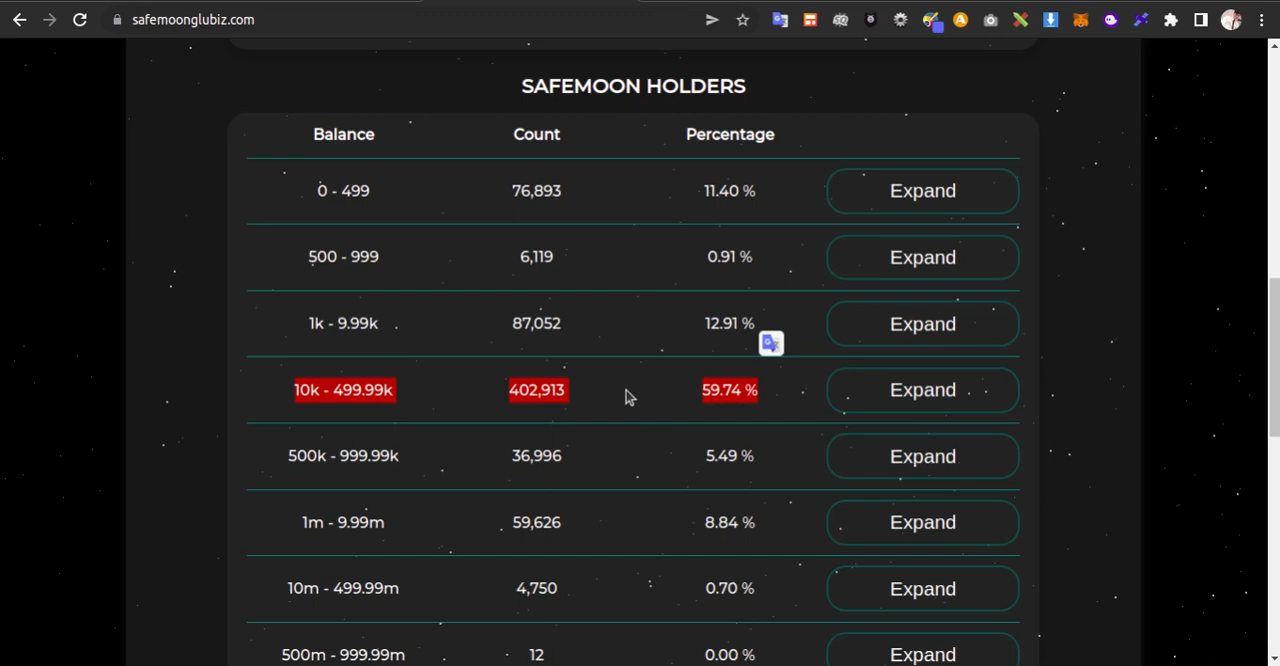 safemoonglubiz.com
SAFEMOON HOLDERS
Balance Count Percentage
0 - 499 76,893 11.40 % Expand
500 - 999 6,119 0.91 % Expand
1k - 9.99k 87,052 12.91 % Expand
10k - 499.99k 402,913 59.74 % Expand
500k - 999.99k 36,996 5.49 % Expand
1m - 9.99m 59,626 8.84 % Expand
10m - 499.99m 4,750 0.70 % Expand
500m - 999.99m 12 0.00 % Expand